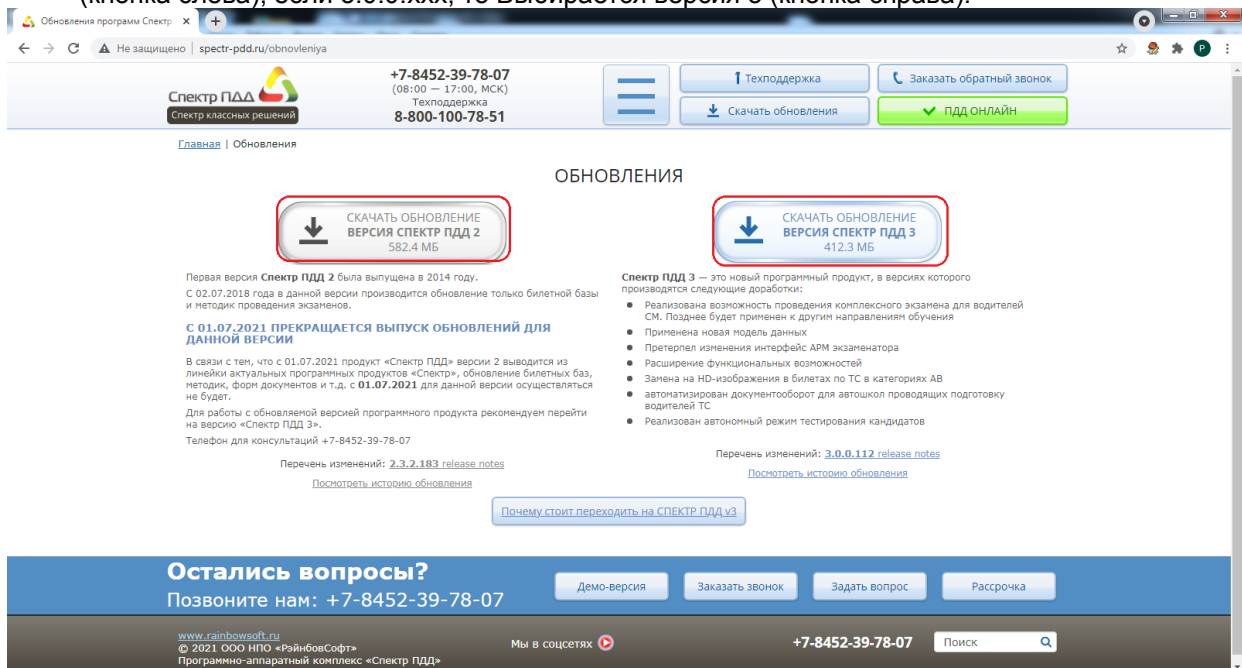 (кнопка слева), если 3.0.0.xxx, то Выбирается версия 3 (кнопка справа).
Обновления программ Спектр
Не защищено | spectr-pdd.ru/obnovleniya
P
Спектр ПДД
Спектр классных решений
+7-8452-39-78-07
(08:00 — 17:00, МСК)
Техподдержка
8-800-100-78-51
Техподдержка
Заказать обратный звонок
Скачать обновления
ПДД ОНЛАЙН
Главная | Обновления
ОБНОВЛЕНИЯ
СКАЧАТЬ ОБНОВЛЕНИЕ
ВЕРСИЯ СПЕКТР ПДД 2
582.4 МБ
Первая версия Спектр ПДД 2 была выпущена в 2014 году.
С 02.07.2018 года в данной версии производится обновление только билетной базы
и методик проведения экзаменов.
С 01.07.2021 ПРЕКРАЩАЕТСЯ ВЫПУСК ОБНОВЛЕНИЙ ДЛЯ
ДАННОЙ ВЕРСИИ
В связи с тем, что с 01.07.2021 продукт «Спектр ПДД» версии 2 выводится из
линейки актуальных программных продуктов «Спектр», обновление билетных баз,
методик, форм документов и т.д. с 01.07.2021 для данной версии осуществляться
не будет.
Для работы с обновляемой версией программного продукта рекомендуем перейти
на версию «Спектр ПДД 3».
Телефон для консультаций +7-8452-39-78-07
Перечень изменений: 2.3.2.183 release notes
Посмотреть историю обновления
СКАЧАТЬ ОБНОВЛЕНИЕ
ВЕРСИЯ СПЕКТР ПДД 3
412.3 МБ
Спектр ПДД 3 — это новый программный продукт, в версиях которого
производятся следующие доработки:
Реализована возможность проведения комплексного экзамена для водителей
СМ. Позднее будет применен к другим направлениям обучения
Применена новая модель данных
Претерпел изменения интерфейс АРМ экзаменатора
Расширение функциональных возможностей
Замена на HD-изображения в билетах по ТС в категориях АВ
автоматизирован документооборот для автошкол проводящих подготовку
водителей ТС
Реализован автономный режим тестирования кандидатов
Перечень изменений: 3.0.0.112 release notes
Посмотреть историю обновления
Почему стоит переходить на СПЕКТР ПДД v3
Остались вопросы?
Позвоните нам: +7-8452-39-78-07
Демо-версия
Заказать звонок
Задать вопрос
Рассрочка
www.rainbowsoft.ru
© 2021 ООО НПО «РэйнбовСофт»
Программно-аппаратный комплекс «Спектр ПДД»
Мы в соцсетях
+7-8452-39-78-07
Поиск